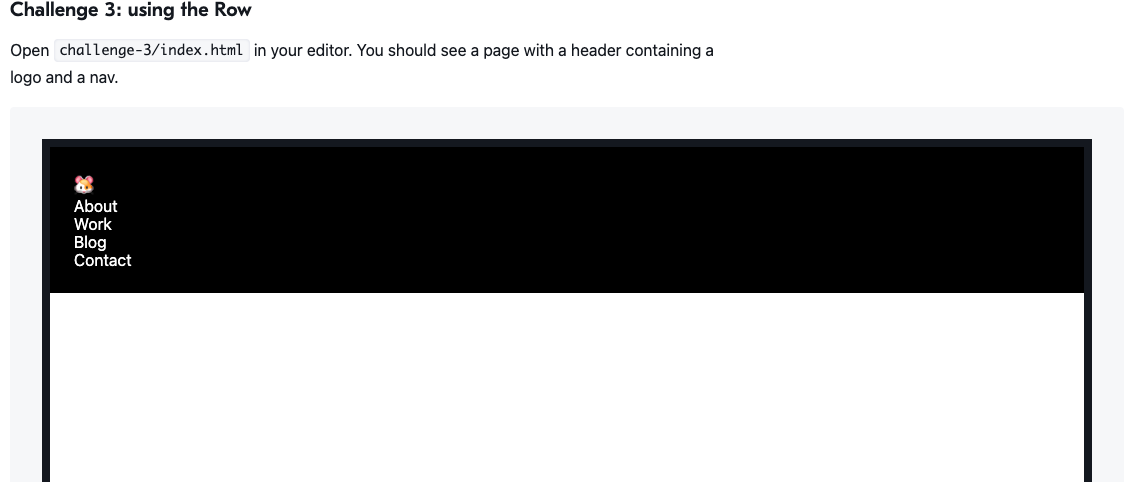 Challenge 3: using the Row
Open challenge-3/index.html in your editor. You should see a page with a header containing a
logo and a nav.
About
Work
Blog
Contact